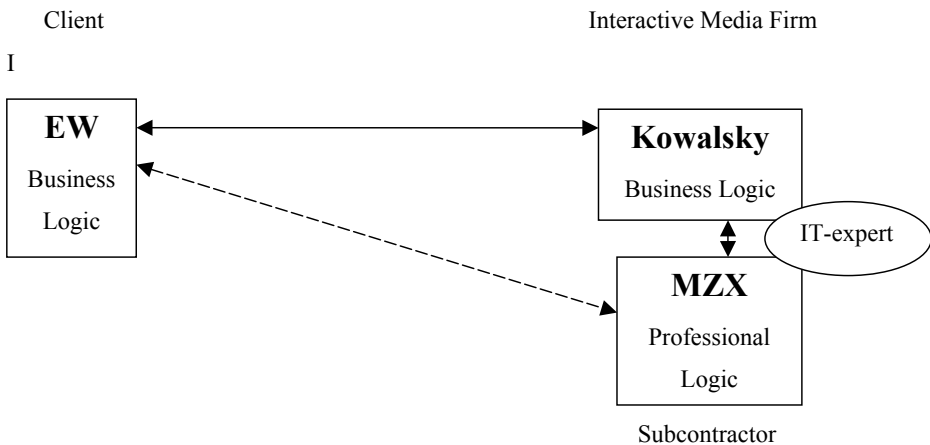 Client
Interactive Media Firm
I
EW
Business
Logic
Kowalsky
Business Logic
IT-expert
MZX
Professional
Logic
Subcontractor